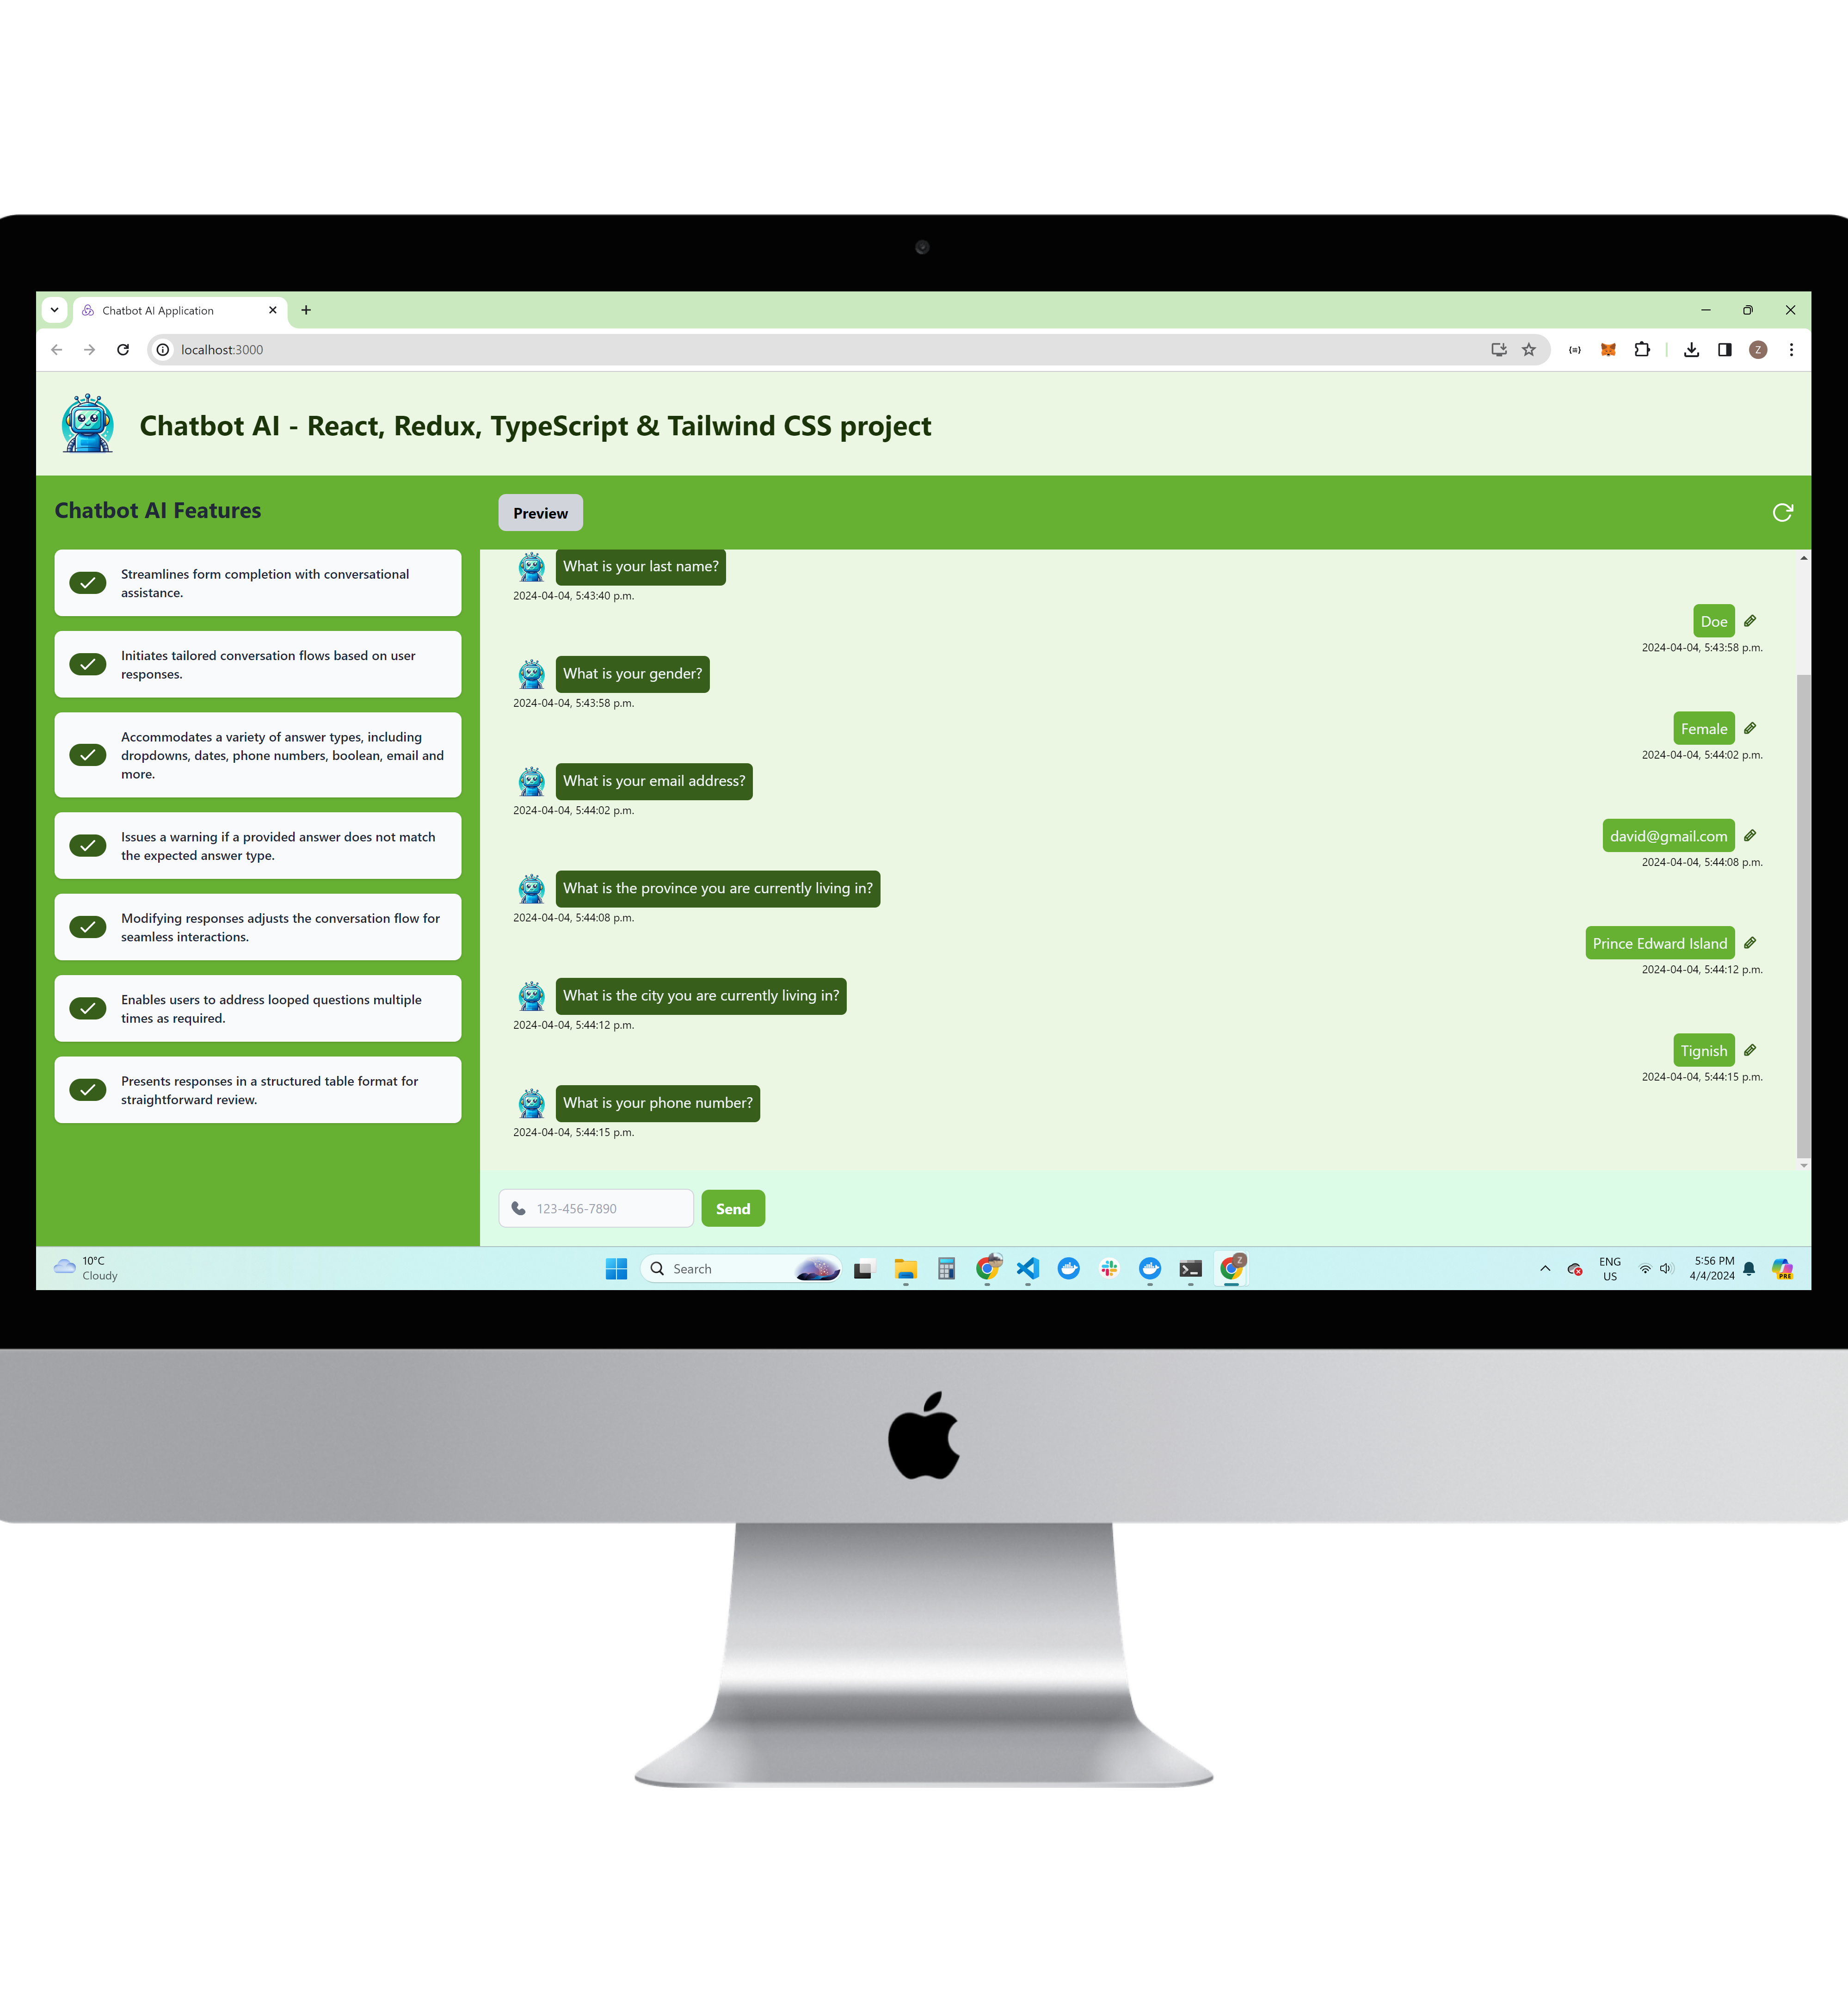 Chatbot AI Application
localhost:3000
Z
Chatbot AI - React, Redux, TypeScript & Tailwind CSS project
Chatbot AI Features
Streamlines form completion with conversational
assistance.
Initiates tailored conversation flows based on user
responses.
Accommodates a variety of answer types, including
dropdowns, dates, phone numbers, boolean, email and
more.
Issues a warning if a provided answer does not match
the expected answer type.
Modifying responses adjusts the conversation flow for
seamless interactions.
Enables users to address looped questions multiple
times as required.
Presents responses in a structured table format for
straightforward review.
Preview
What is your last name?
2024-04-04, 5:43:40 p.m.
Doe
2024-04-04, 5:43:58 p.m.
What is your gender?
2024-04-04, 5:43:58 p.m.
Female
2024-04-04, 5:44:02 p.m.
What is your email address?
2024-04-04, 5:44:02 p.m.
david@gmail.com
2024-04-04, 5:44:08 p.m.
What is the province you are currently living in?
2024-04-04, 5:44:08 p.m.
Prince Edward Island
2024-04-04, 5:44:12 p.m.
What is the city you are currently living in?
2024-04-04, 5:44:12 p.m.
Tignish
2024-04-04, 5:44:15 p.m.
What is your phone number?
2024-04-04, 5:44:15 p.m.
123-456-7890
Send
10°C
Cloudy
Search
Z
ENG
US
5:56 PM
4/4/2024
PRE